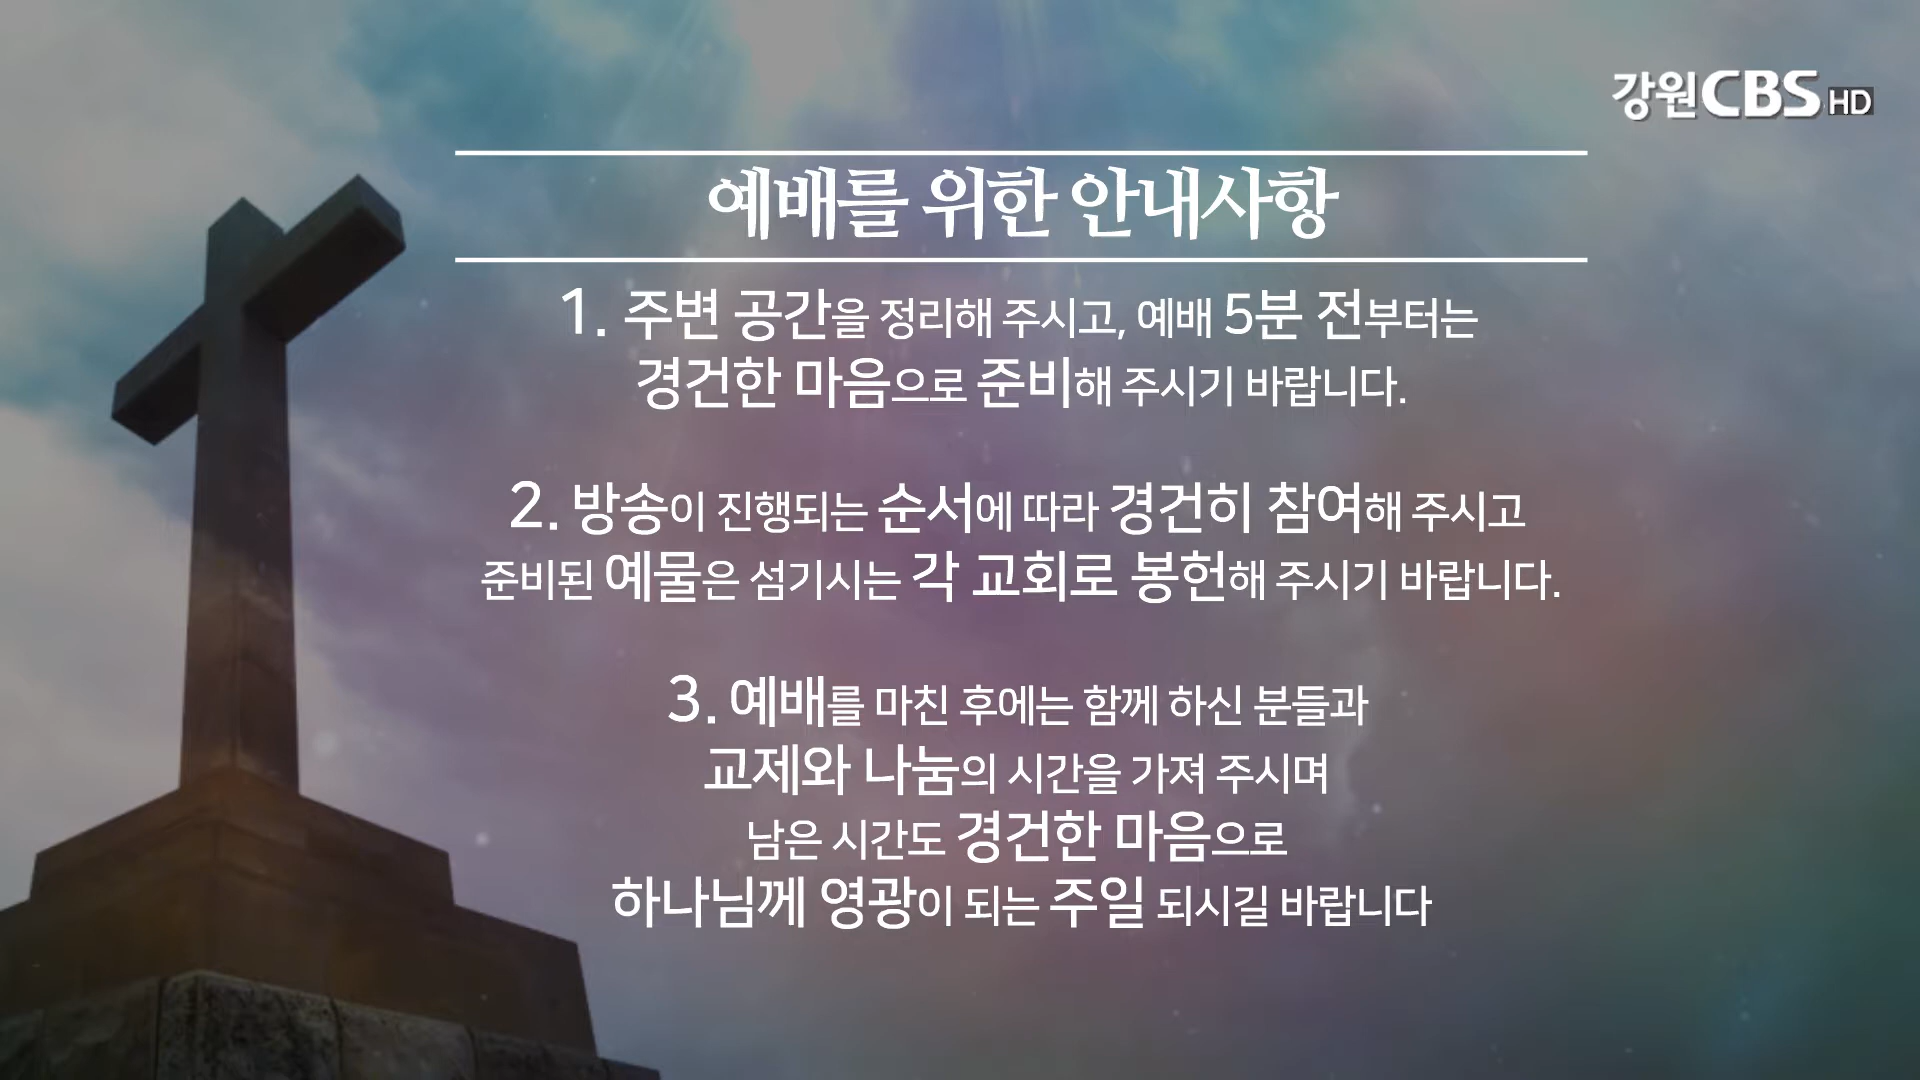 강원CBS HD
예배를 위한 안내사항
1. 주변 공간을 정리해 주시고, 예배 5분 전부터는
경건한 마음으로 준비해 주시기 바랍니다.
2. 방송이 진행되는 순서에 따라 경건히 참여해 주시고
준비된 예물은 섬기시는 각 교회로 봉헌해 주시기 바랍니다.
3. 예배를 마친 후에는 함께 하신 분들과
교제와 나눔의 시간을 가져 주시며
남은 시간도 경건한 마음으로
하나님께 영광이 되는 주일 되시길 바랍니다